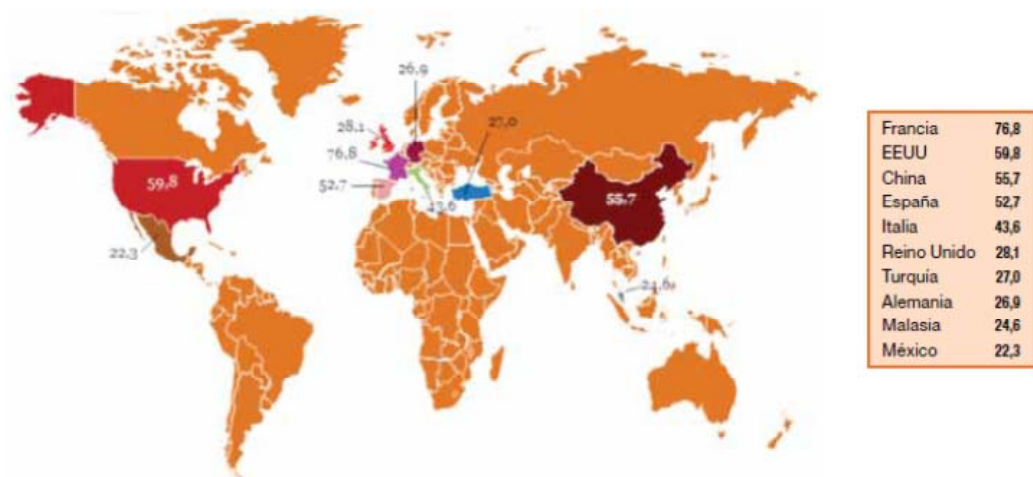 26,9
28,1
27,0
76,8
59,8
52,7
43,6
55,7
22,3
24,6
Francia 76,8
EEUU 59,8
China 55,7
España 52,7
Italia 43,6
Reino Unido 28,1
Turquía 27,0
Alemania 26,9
Malasia 24,6
México 22,3